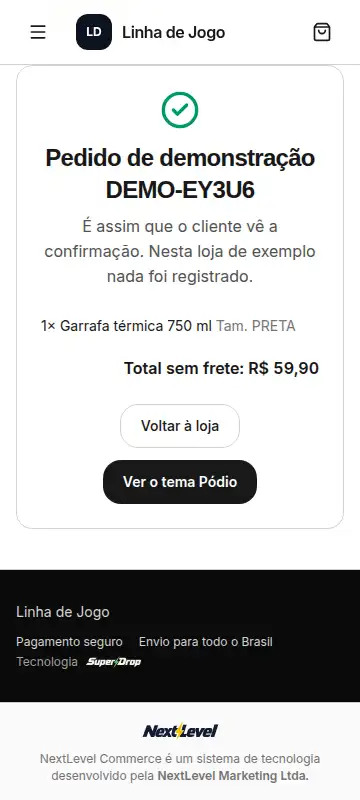 LD
Linha de Jogo
Pedido de demonstração
DEMO-EY3U6
É assim que o cliente vê a
confirmação. Nesta loja de exemplo
nada foi registrado.
1× Garrafa térmica 750 ml Tam. PRETA
Total sem frete: R$ 59,90
Voltar à loja
Ver o tema Pódio
Linha de Jogo
Pagamento seguro Envio para todo o Brasil
Tecnologia SuperDrop
NextLevel
NextLevel Commerce é um sistema de tecnologia
desenvolvido pela NextLevel Marketing Ltda.